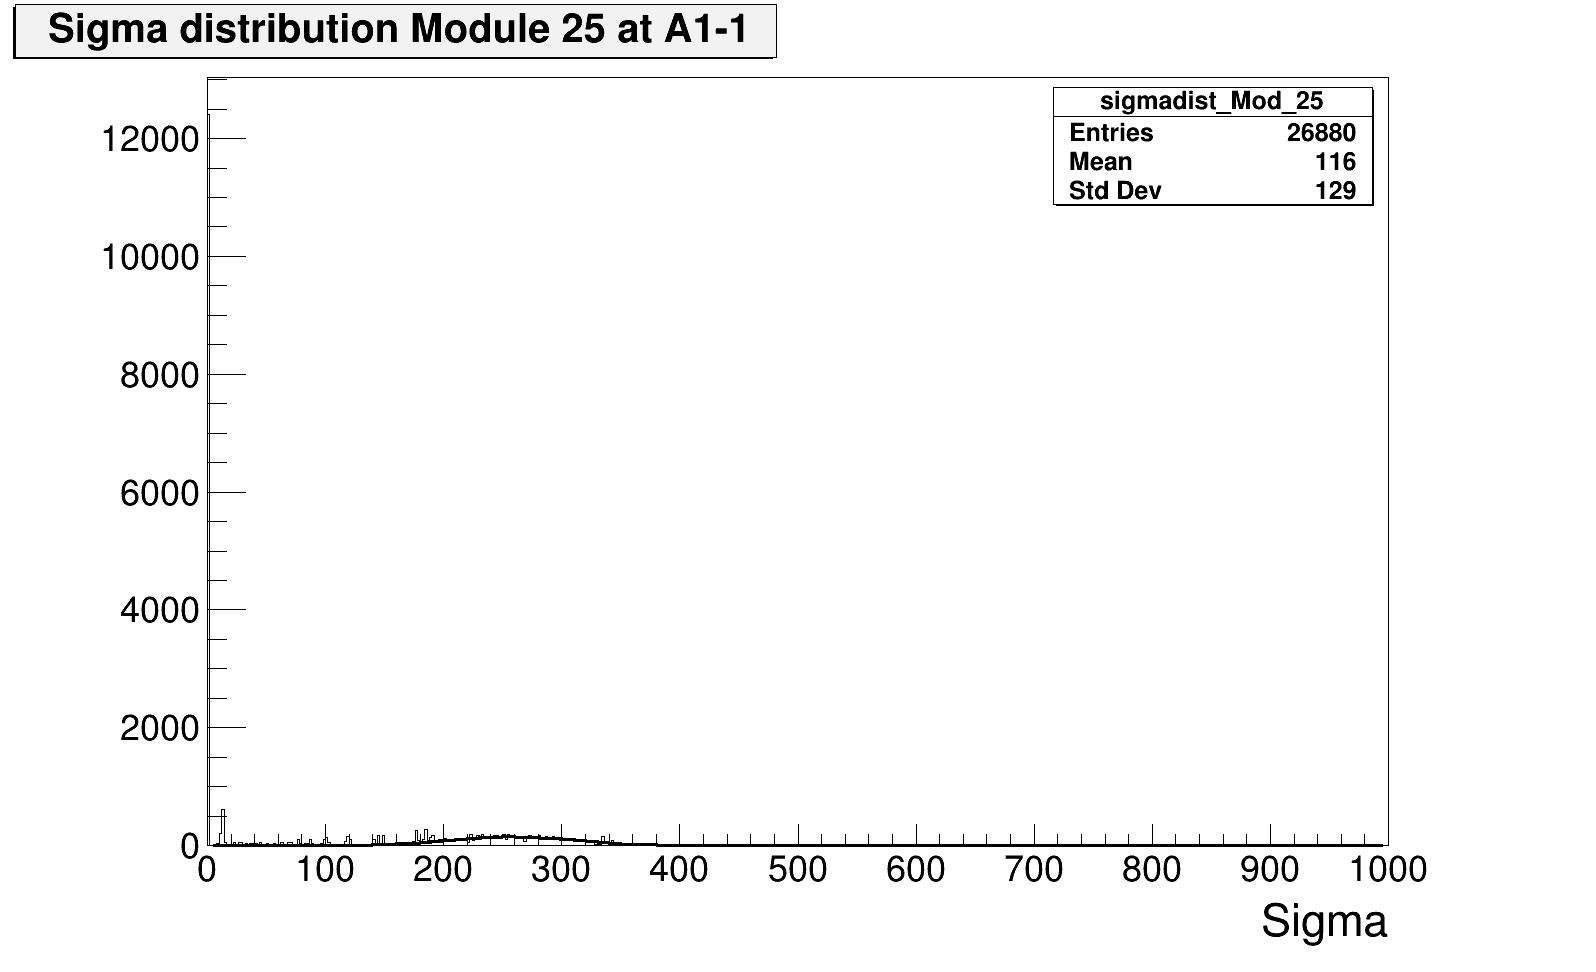 Sigma distribution Module 25 at A1-1
sigmadist_Mod_25
Entries 26880
Mean 116
Std Dev 129
12000
10000
8000
6000
4000
2000
0
0 100 200 300 400 500 600 700 800 900 1000
Sigma